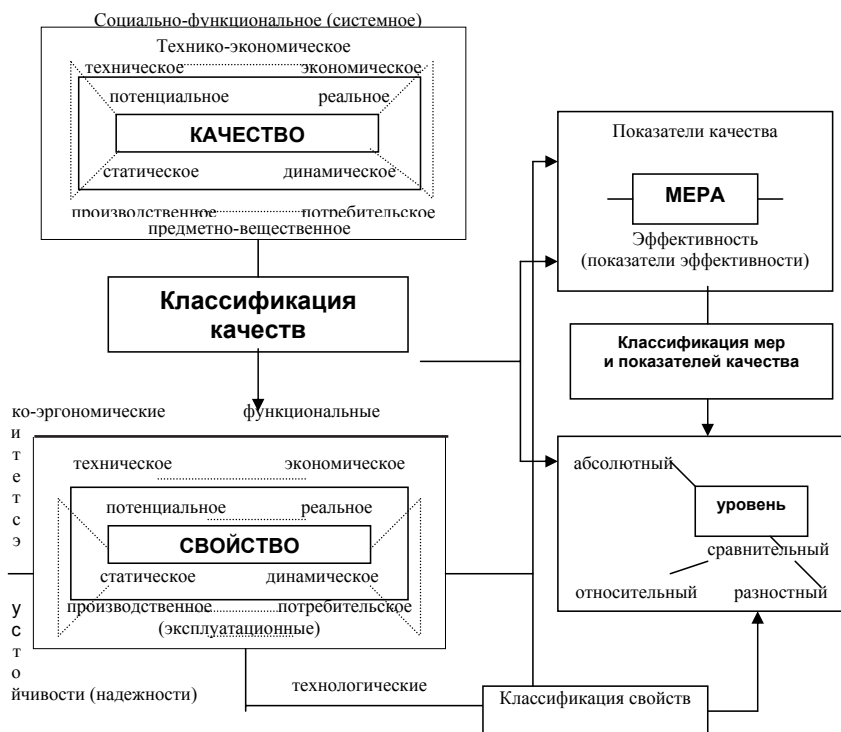 Социально-функциональное (системное)
Технико-экономическое
техническое экономическое
потенциальное реальное
КАЧЕСТВО
статическое динамическое
производственное потребительское
предметно-вещественное
Классификация
качеств
Показатели качества
МЕРА
Эффективность
(показатели эффективности)
Классификация мер
и показателей качества
ко-эргономические функциональные
и
т
е
т
с
э
техническое экономическое
потенциальное реальное
СВОЙСТВО
статическое динамическое
производственное потребительское
(эксплуатационные)
у
с
т
о
йчивости (надежности)
технологические
Классификация свойств
абсолютный
уровень
сравнительный
относительный разностный